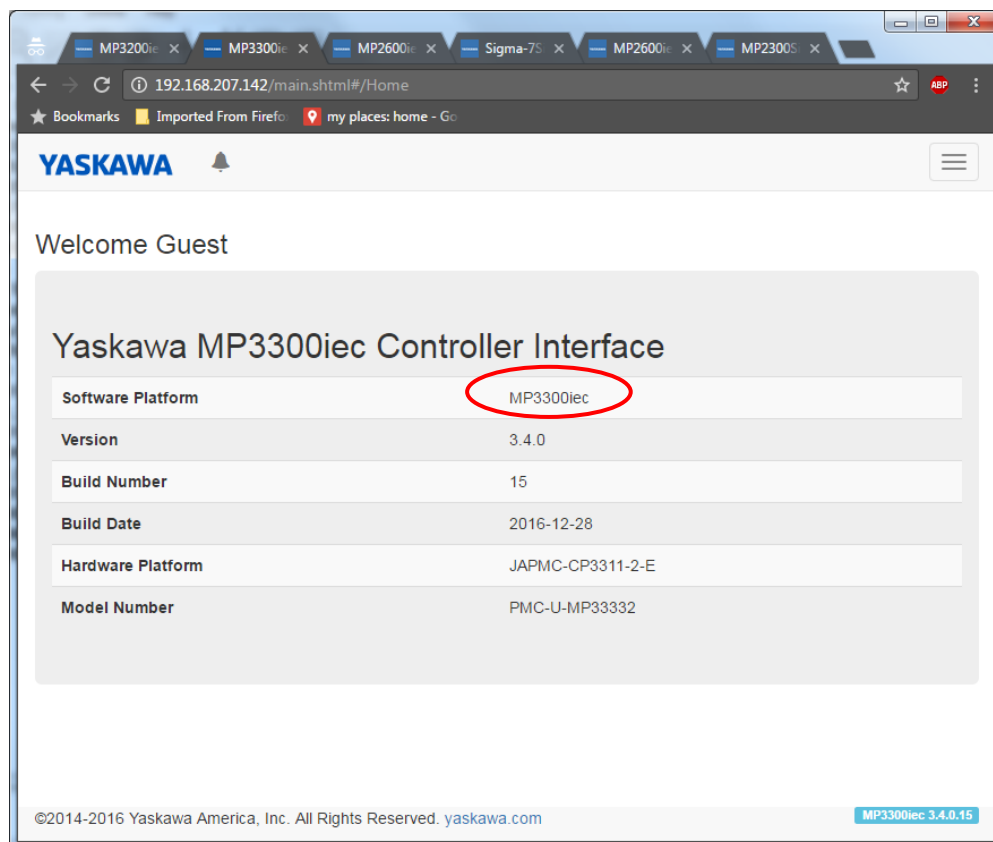 MP3200ie
MP3300ie
MP2600ie
Sigma-7S
MP2600ie
MP2300S
192.168.207.142/main.shtml#/Home
ABP
Bookmarks
Imported From Firefo
my places: home - Go
YASKAWA
Welcome Guest
Yaskawa MP3300iec Controller Interface
Software Platform MP3300iec
Version 3.4.0
Build Number 15
Build Date 2016-12-28
Hardware Platform JAPMC-CP3311-2-E
Model Number PMC-U-MP33332
©2014-2016 Yaskawa America, Inc. All Rights Reserved. yaskawa.com
MP3300iec 3.4.0.15